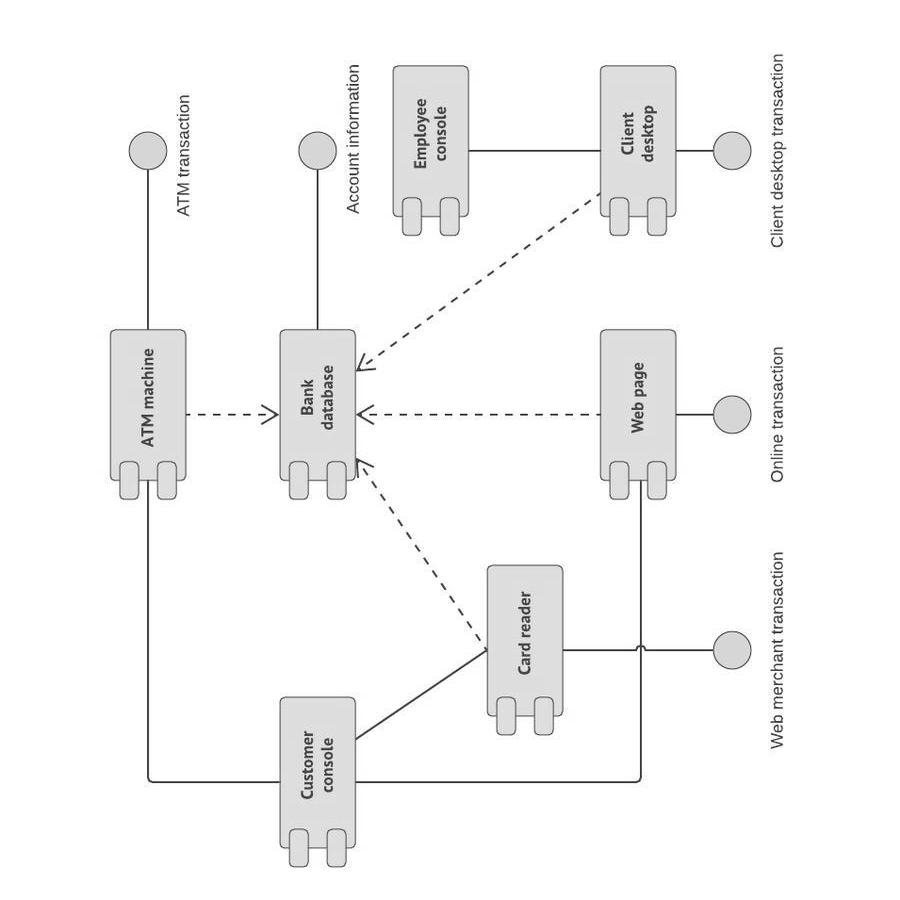 Client desktop transaction
Online transaction
Web merchant transaction
Client
desktop
Web page
Card reader
Employee
console
Account information
Bank
database
Customer
console
ATM transaction
ATM machine